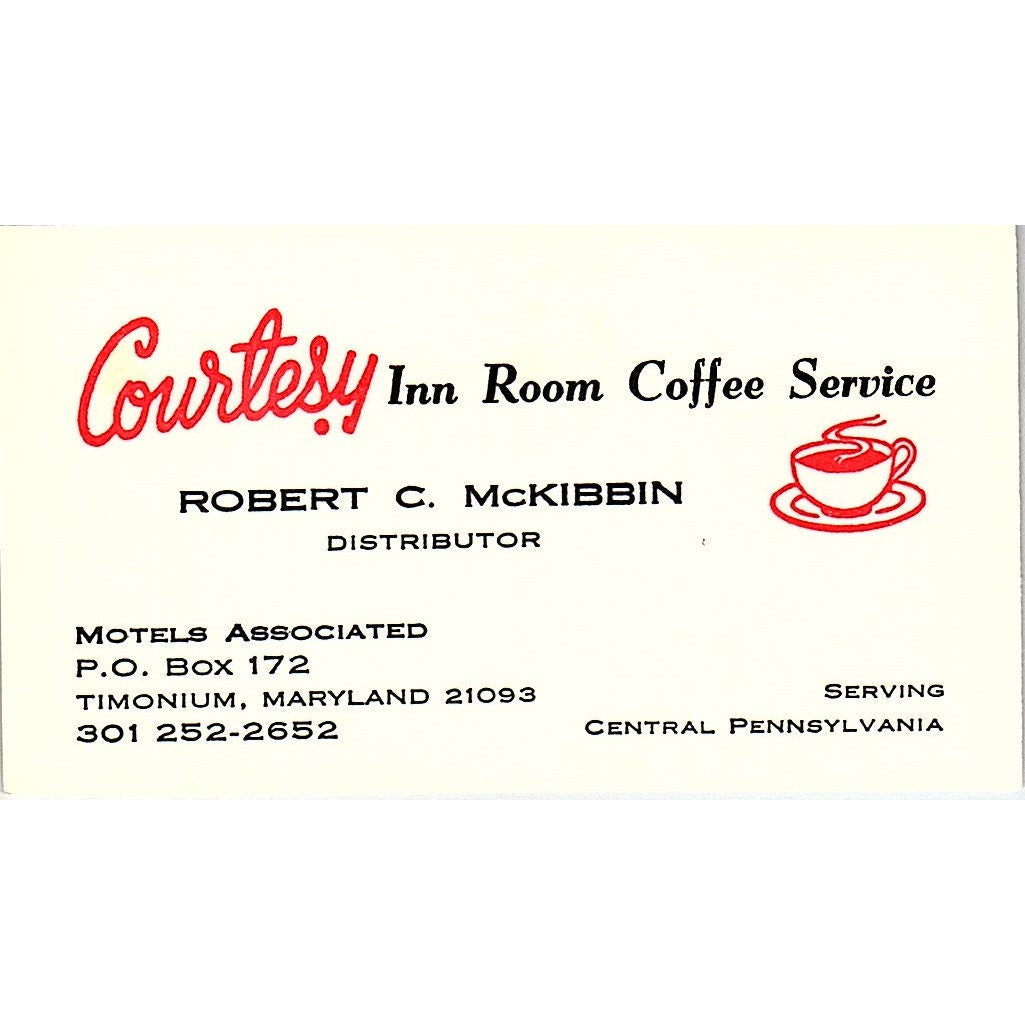 Courtesy Inn Room Coffee Service
ROBERT C. McKIBBIN
DISTRIBUTOR
MOTELS ASSOCIATED
P.O. BOX 172
TIMONIUM, MARYLAND 21093
301 252-2652
SERVING
CENTRAL PENNSYLVANIA